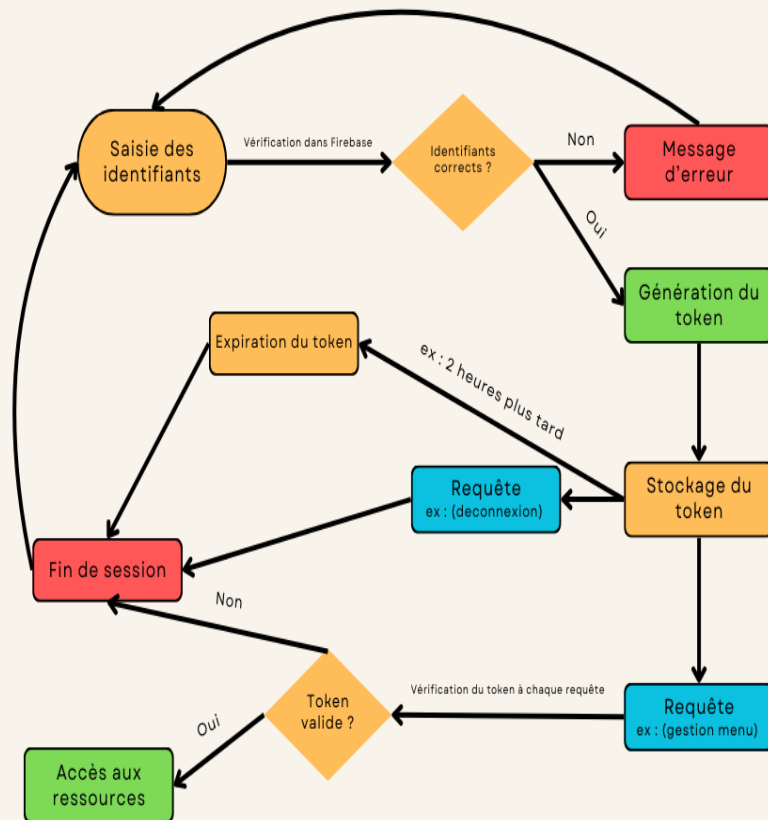 Saisie des
identifiants
Vérification dans Firebase
Identifiants
corrects ?
Non
Message
d'erreur
Oui
Génération du
token
Expiration du token
ex : 2 heures plus tard
Requête
ex : (deconnexion)
Stockage du
token
Fin de session
Non
Token
valide ?
Vérification du token à chaque requête
Requête
ex : (gestion menu)
Oui
Accès aux
ressources